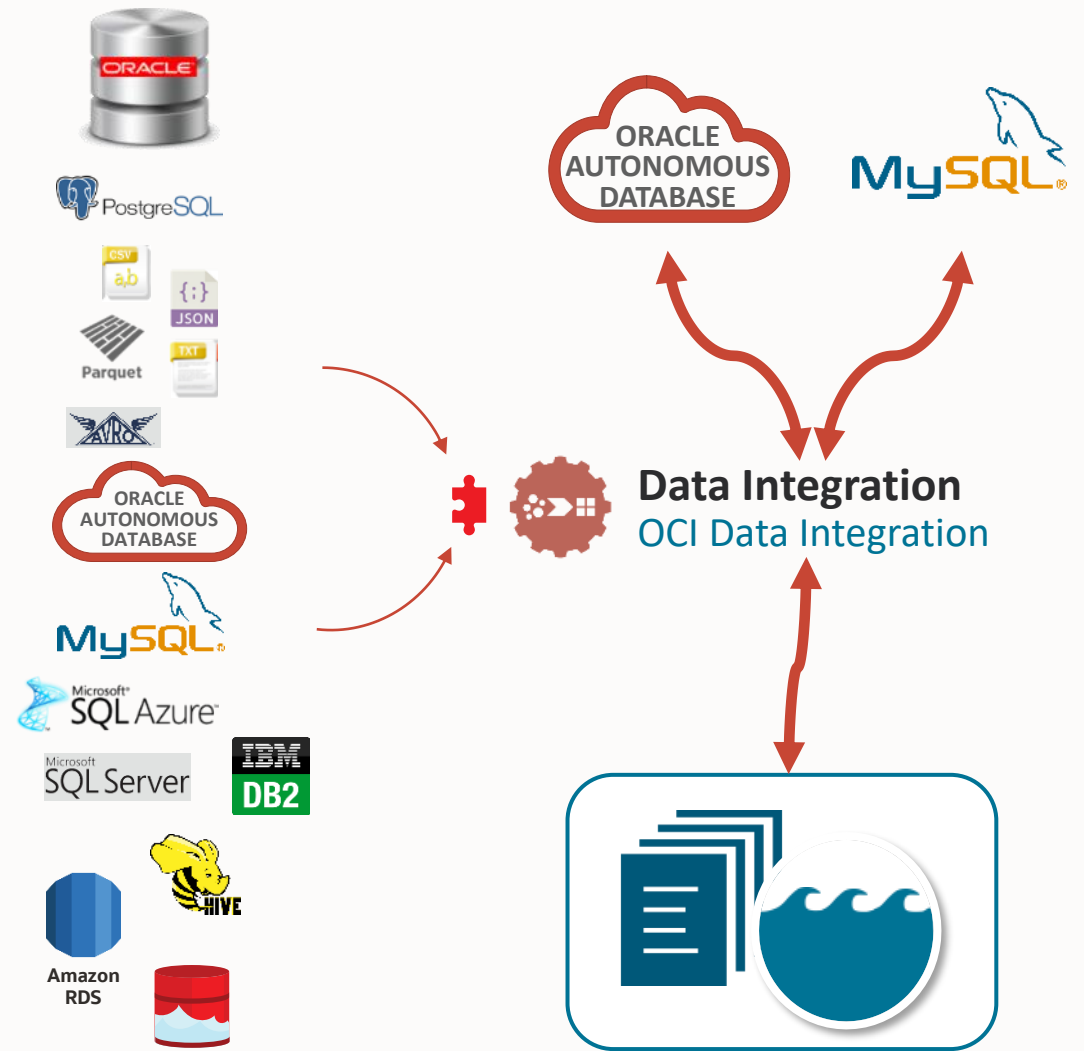 ORACLE
PostgreSQL
CSV
a,b
{;}
JSON
Parquet
TXT
AVRO
ORACLE
AUTONOMOUS
DATABASE
MySQL®
Microsoft®
SQL Azure™
Microsoft
SQL Server
IBM
DB2
HIVE
Amazon
RDS
ORACLE
AUTONOMOUS
DATABASE
MySQL®
Data Integration
OCI Data Integration